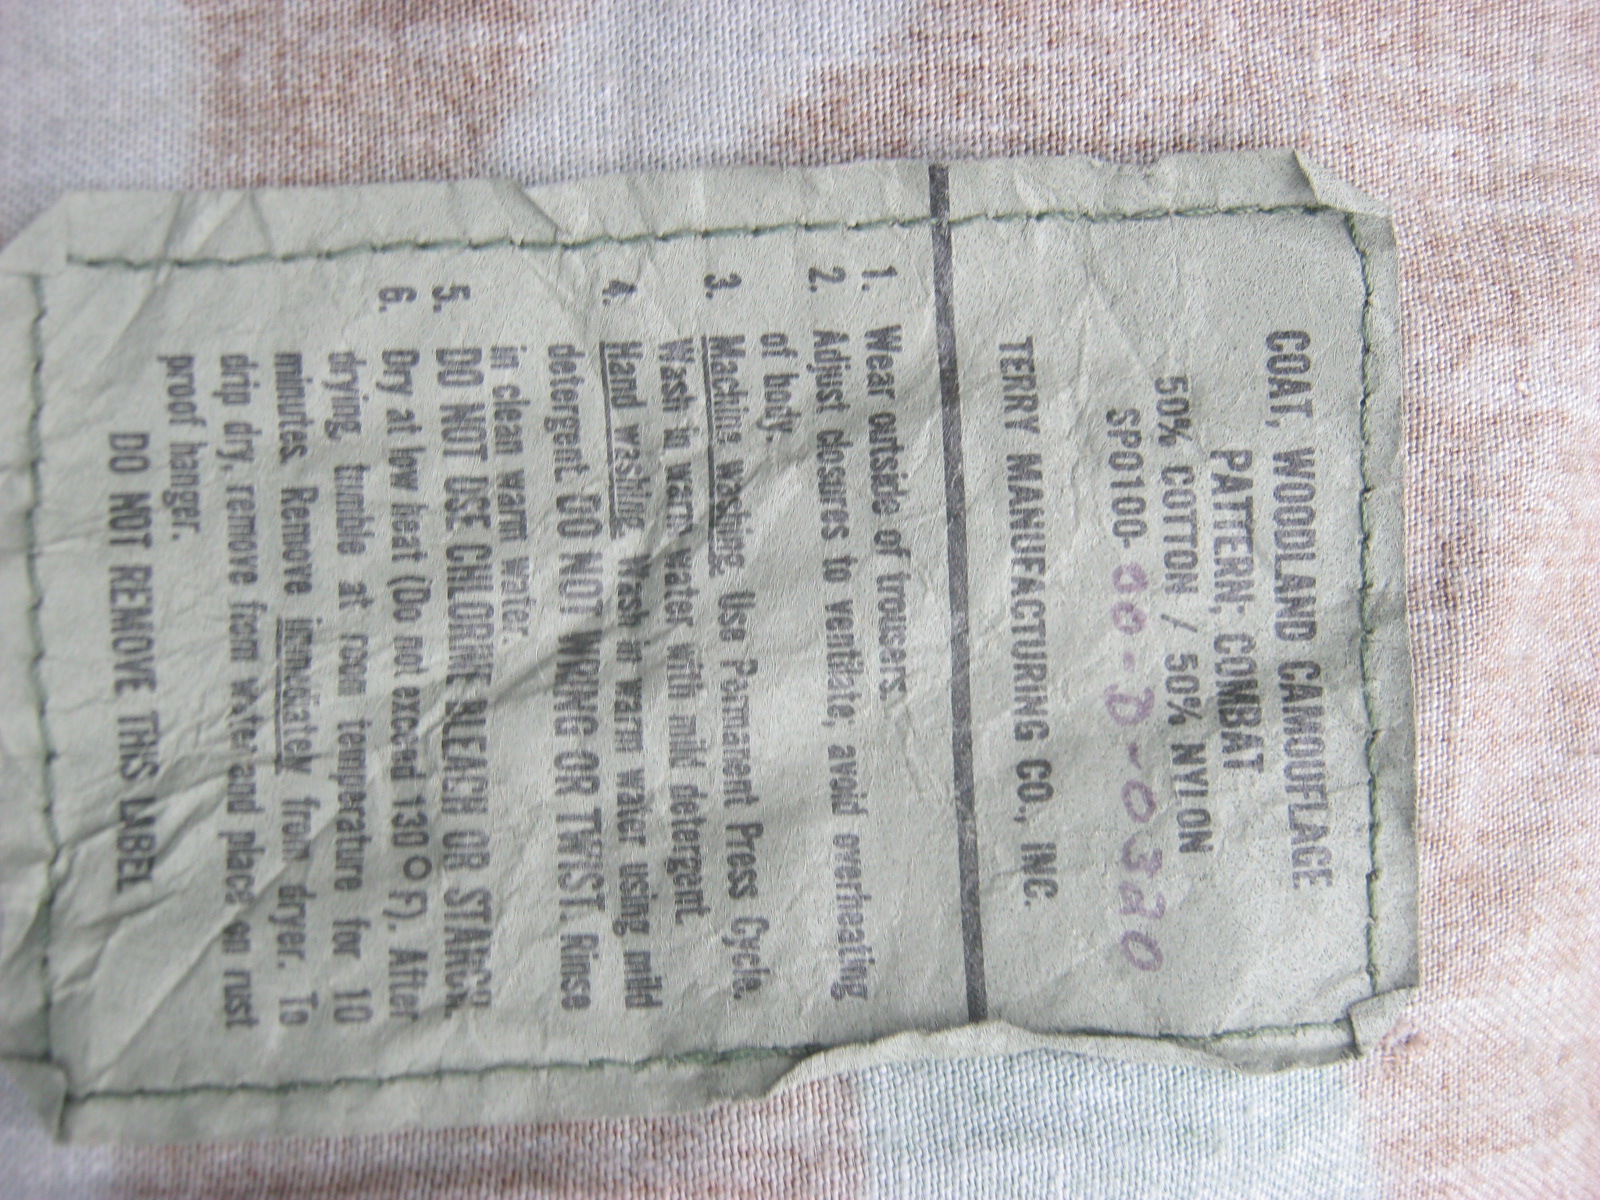 COAT, WOODLAND CAMOUFLAGE
PATTERN, COMBAT
50% COTTON / 50% NYLON
SPO100-00-D-0320
TERRY MANUFACTURING CO., INC.
1. Wear outside of trousers.
2. Adjust closures to ventilate, avoid overheating
of body.
3. Machine washing: Use Permanent Press Cycle.
Wash in warm water with mild detergent.
4. Hand washing: Wash in warm water using mild
detergent. DO NOT WRING OR TWIST. Rinse
in clean warm water.
5. DO NOT USE CHLORINE BLEACH OR STARCH.
6. Dry at low heat (Do not exceed 130°F). After
drying, tumble at room temperature for 10
minutes. Remove immediately from dryer. To
drip dry, remove from water and place on rust
proof hanger.
DO NOT REMOVE THIS LABEL